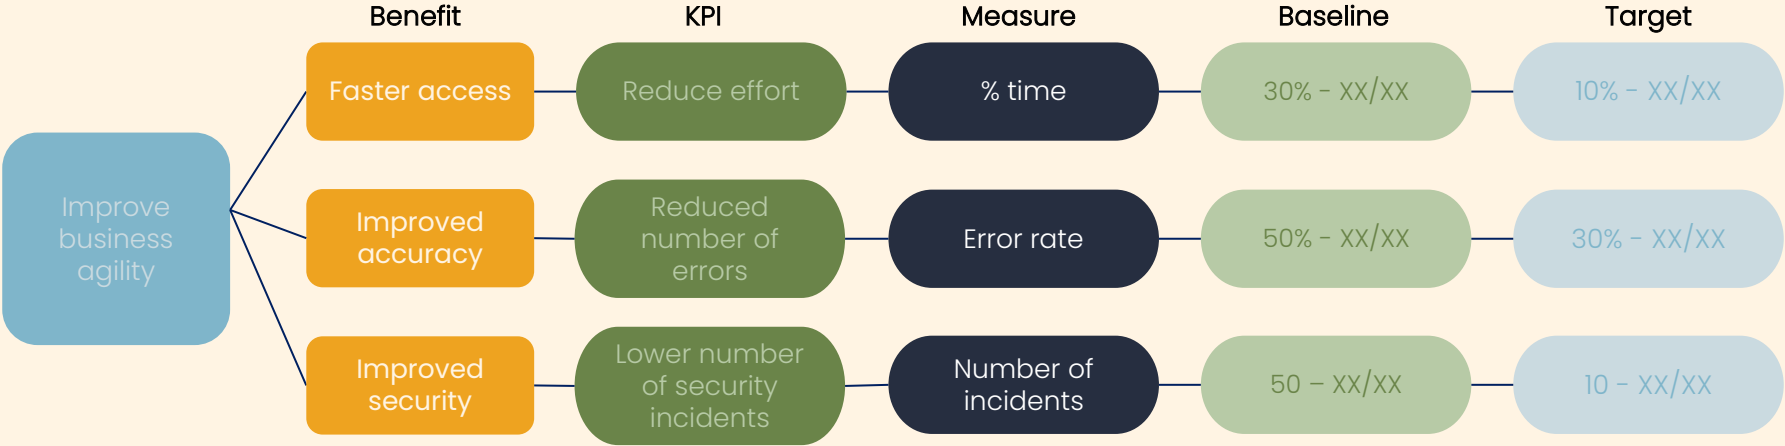 Benefit KPI Measure Baseline Target
Faster access Reduce effort % time 30% - XX/XX 10% - XX/XX
Improve
business
agility
Improved
accuracy
Reduced
number of
errors
Error rate
50% - XX/XX
30% - XX/XX
Improved
security
Lower number
of security
incidents
Number of
incidents
50 – XX/XX
10 - XX/XX